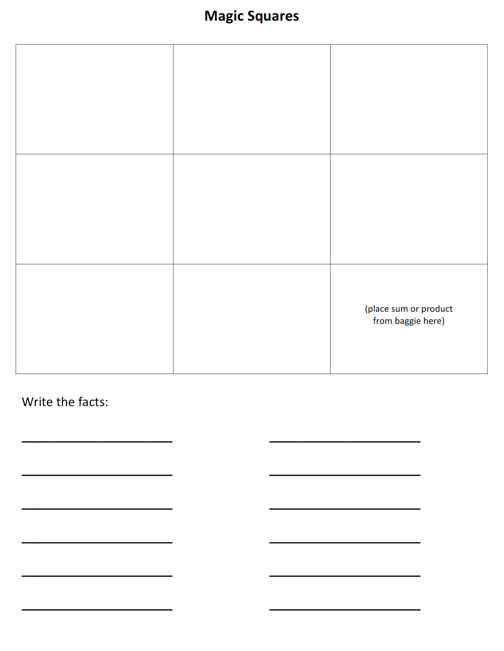 Magic Squares
(place sum or product
from baggie here)
Write the facts: